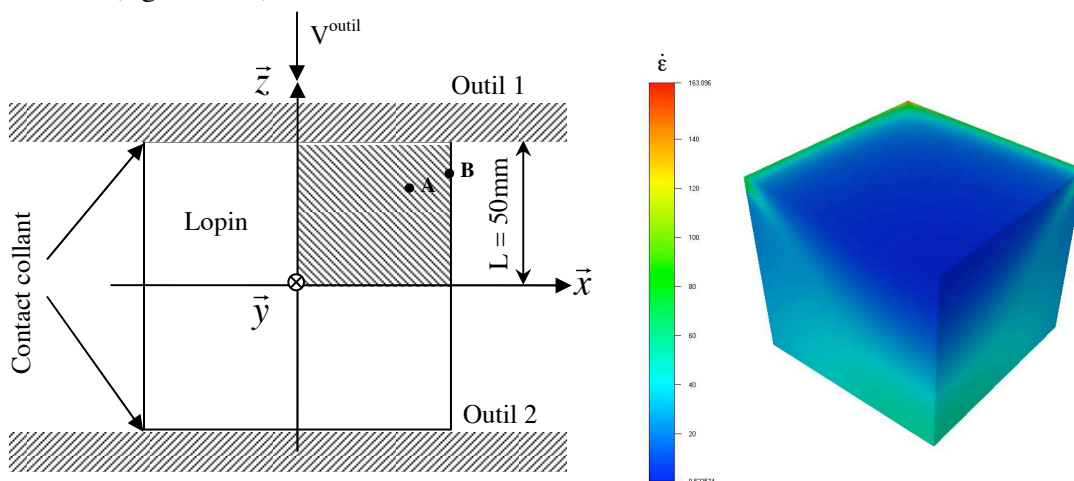 V^outil
z
Outil 1
B
A
Lopin
L = 50mm
Contact collant
x
y
Outil 2
ε̇
163.096
140
120
100
80
60
40
20